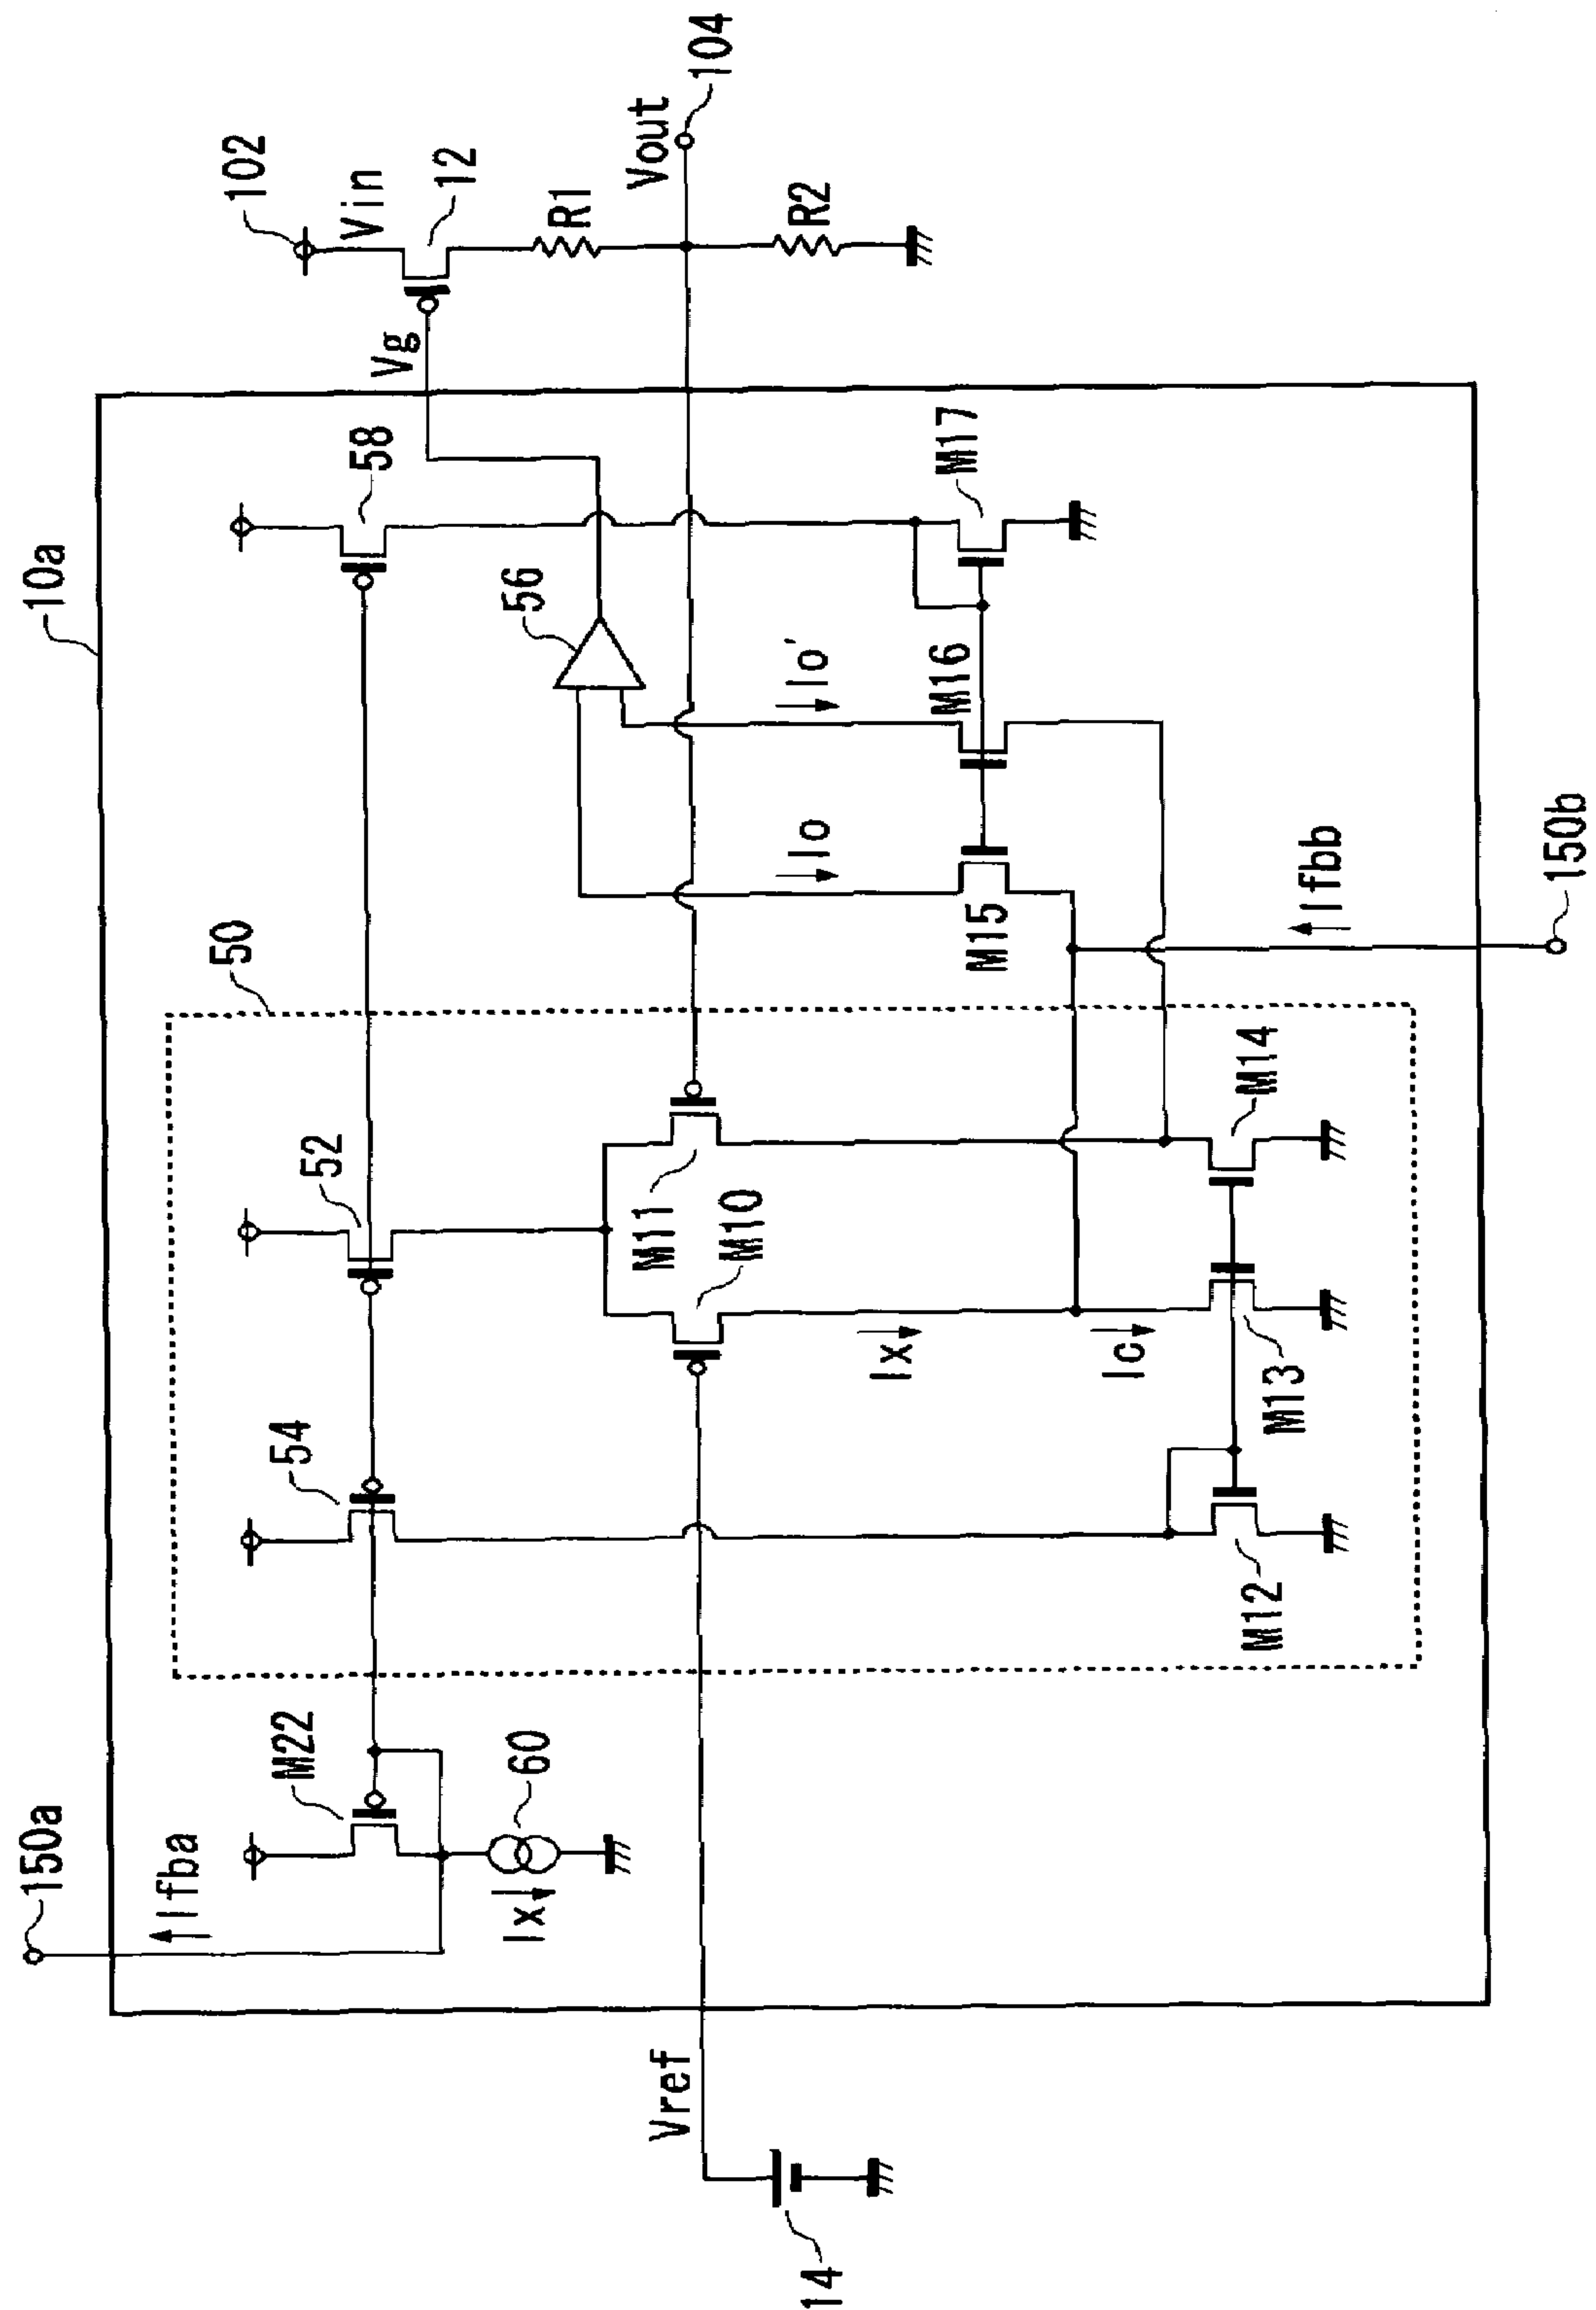 10a
102
Vin
12
Vg
R1
Vout
104
R2
58
56
M17
M16
Io'
Io
M15
Ifbb
150b
50
52
54
M11
M10
Ix
Ic
M14
M13
M12
M22
60
Ix
150a
Ifba
Vref
14